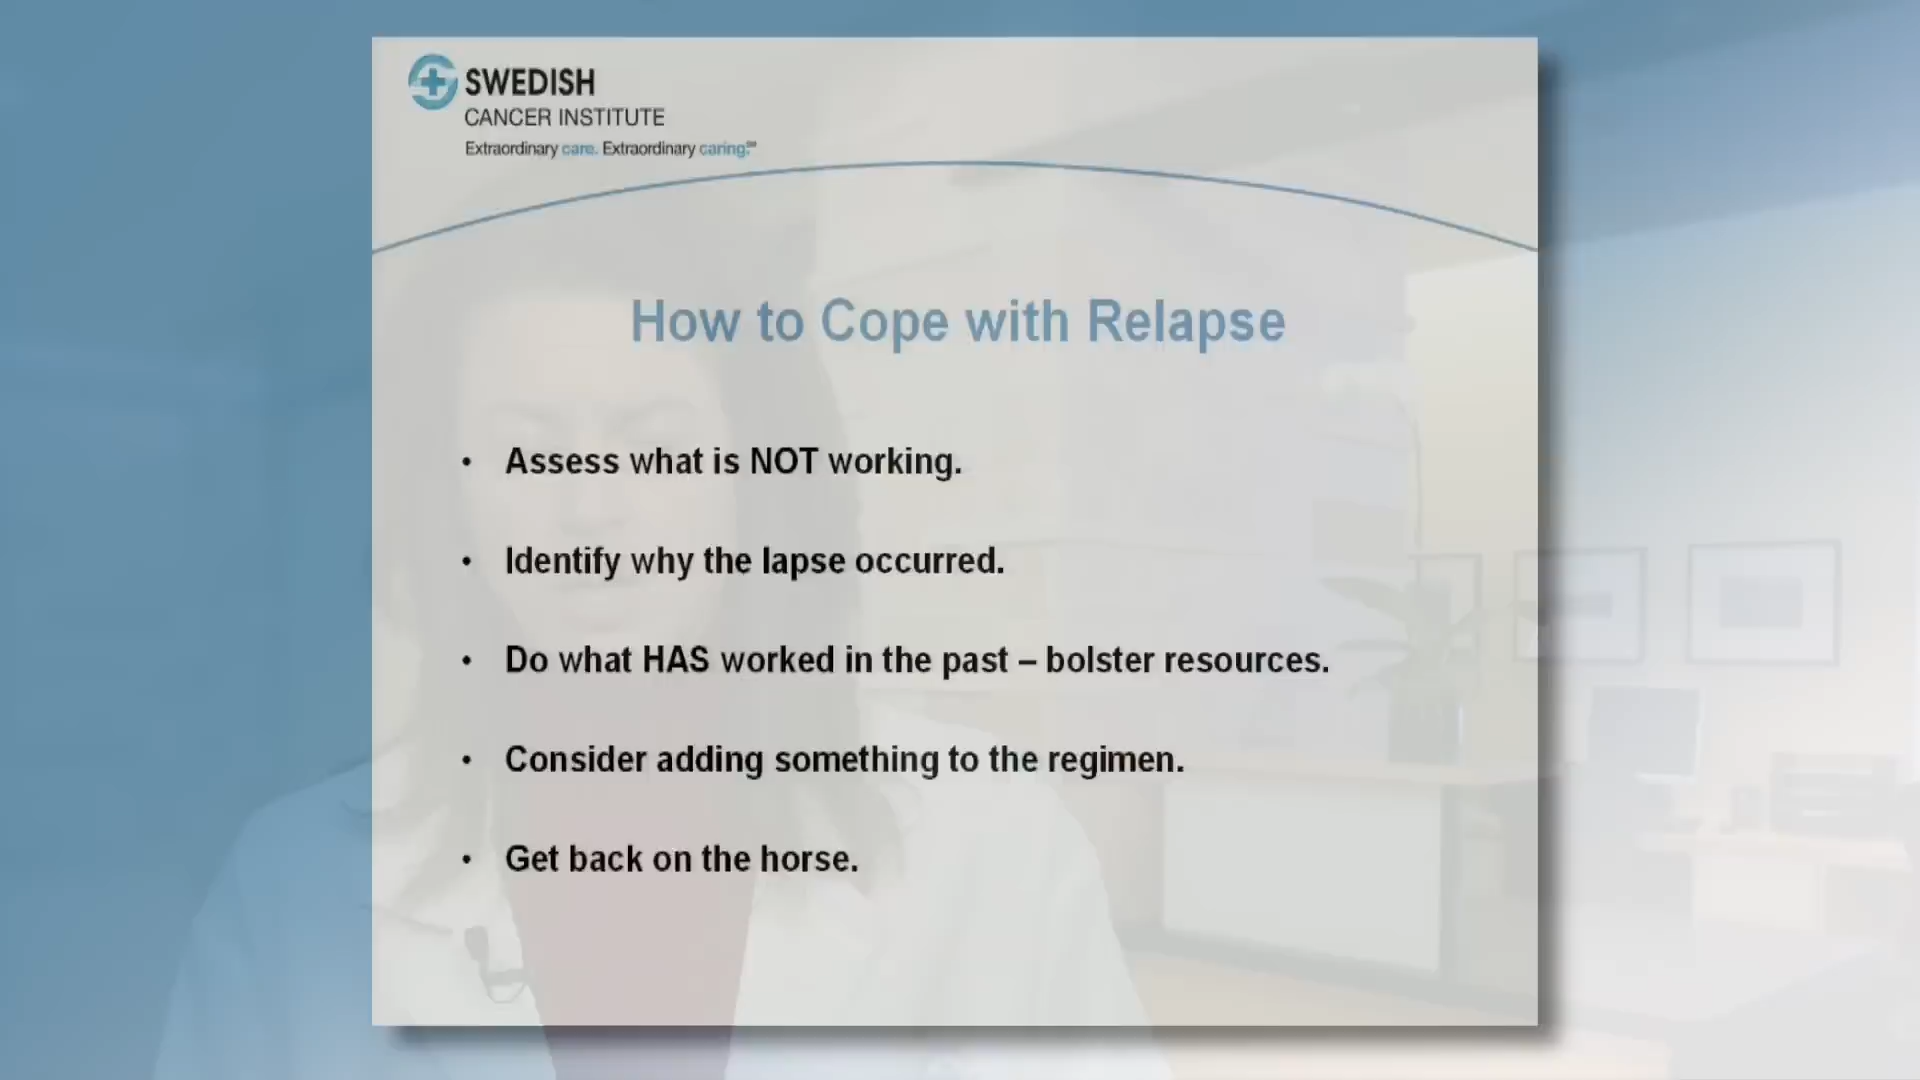 SWEDISH
CANCER INSTITUTE
Extraordinary care. Extraordinary caring.℠
How to Cope with Relapse
• Assess what is NOT working.
• Identify why the lapse occurred.
• Do what HAS worked in the past – bolster resources.
• Consider adding something to the regimen.
• Get back on the horse.